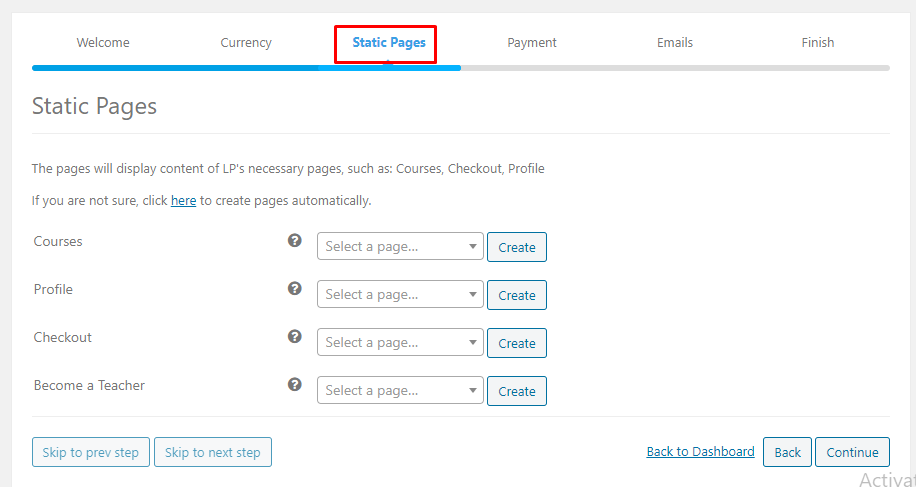 Welcome Currency Static Pages Payment Emails Finish
Static Pages
The pages will display content of LP's necessary pages, such as: Courses, Checkout, Profile
If you are not sure, click here to create pages automatically.
Courses ? Select a page... Create
Profile ? Select a page... Create
Checkout ? Select a page... Create
Become a Teacher ? Select a page... Create
Skip to prev step Skip to next step Back to Dashboard Back Continue